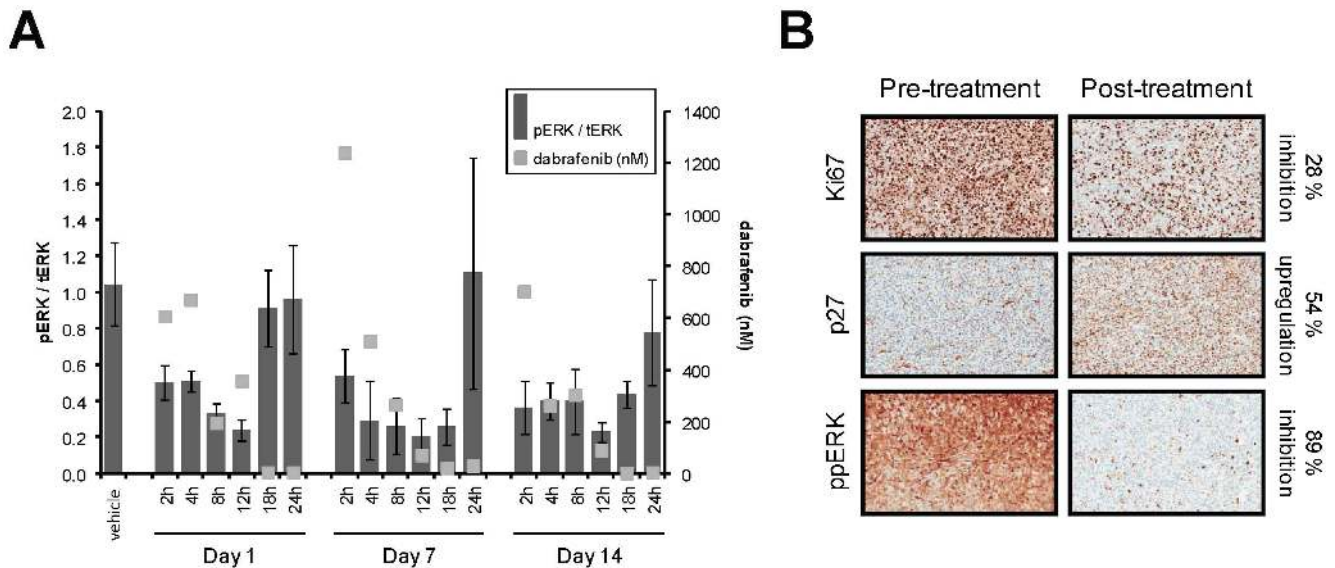 A
B
pERK / tERK
dabrafenib (nM)
2.0
1.8
1.6
1.4
1.2
1.0
0.8
0.6
0.4
0.2
0.0
pERK / tERK
1400
1200
1000
800
600
400
200
0
dabrafenib (nM)
vehicle
2h
4h
8h
12h
18h
24h
2h
4h
8h
12h
18h
24h
2h
4h
8h
12h
18h
24h
Day 1
Day 7
Day 14
Pre-treatment
Post-treatment
Ki67
28 %
inhibition
p27
54 %
upregulation
ppERK
89 %
inhibition